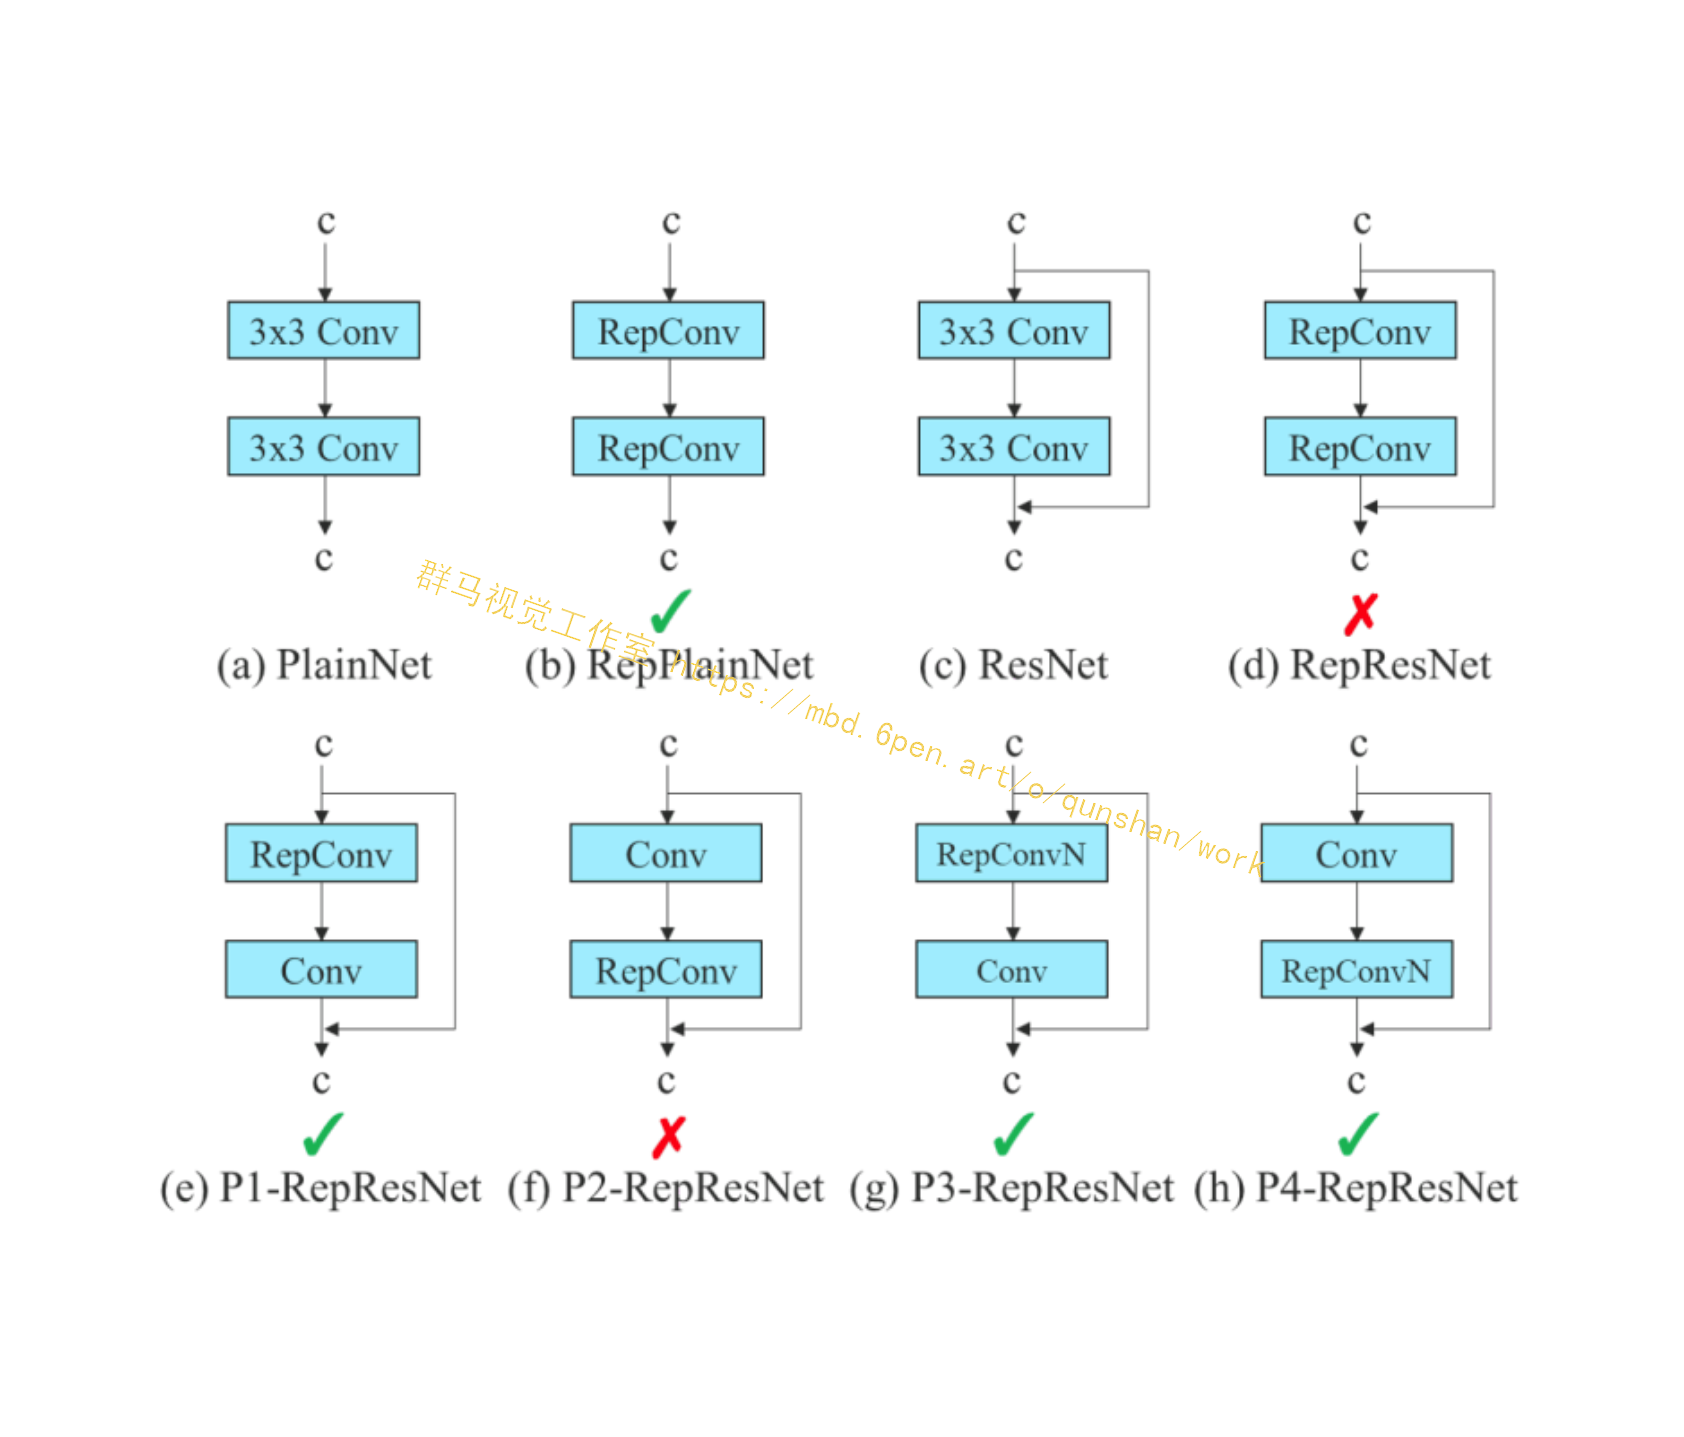 c c c c
3x3 Conv RepConv 3x3 Conv RepConv
3x3 Conv RepConv 3x3 Conv RepConv
c c c c
(a) PlainNet (b) RepPlainNet (c) ResNet (d) RepResNet
群马视觉工作室 https://mbd.6pen.art/o/qunshan/work
c c c c
RepConv Conv RepConvN Conv
Conv RepConv Conv RepConvN
c c c c
(e) P1-RepResNet (f) P2-RepResNet (g) P3-RepResNet (h) P4-RepResNet